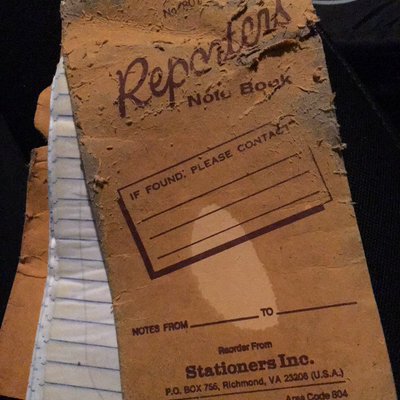 Reporters
Note Book
IF FOUND, PLEASE CONTACT
NOTES FROM TO
Reorder From
Stationers Inc.
P.O. BOX 756, Richmond, VA 23206 (U.S.A.)
Area Code 804